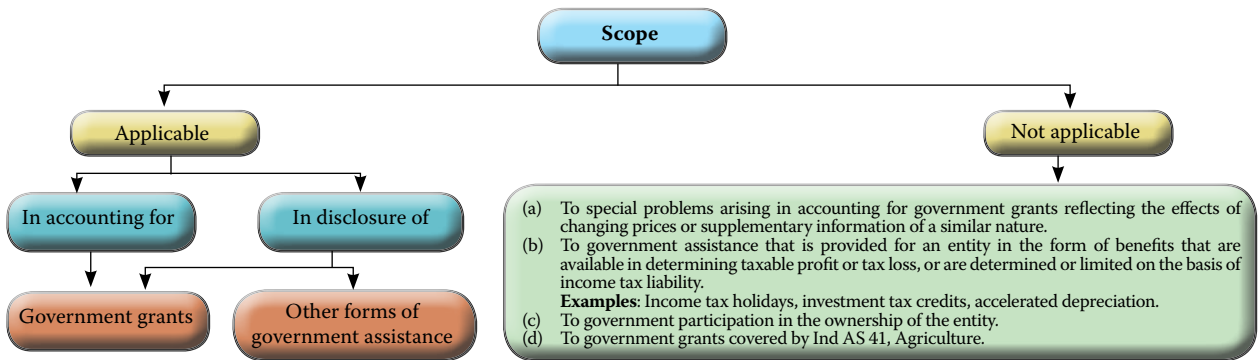 Scope
Applicable
Not applicable
In accounting for
In disclosure of
Government grants
Other forms of
government assistance
(a) To special problems arising in accounting for government grants reflecting the effects of
changing prices or supplementary information of a similar nature.
(b) To government assistance that is provided for an entity in the form of benefits that are
available in determining taxable profit or tax loss, or are determined or limited on the basis of
income tax liability.
Examples: Income tax holidays, investment tax credits, accelerated depreciation.
(c) To government participation in the ownership of the entity.
(d) To government grants covered by Ind AS 41, Agriculture.